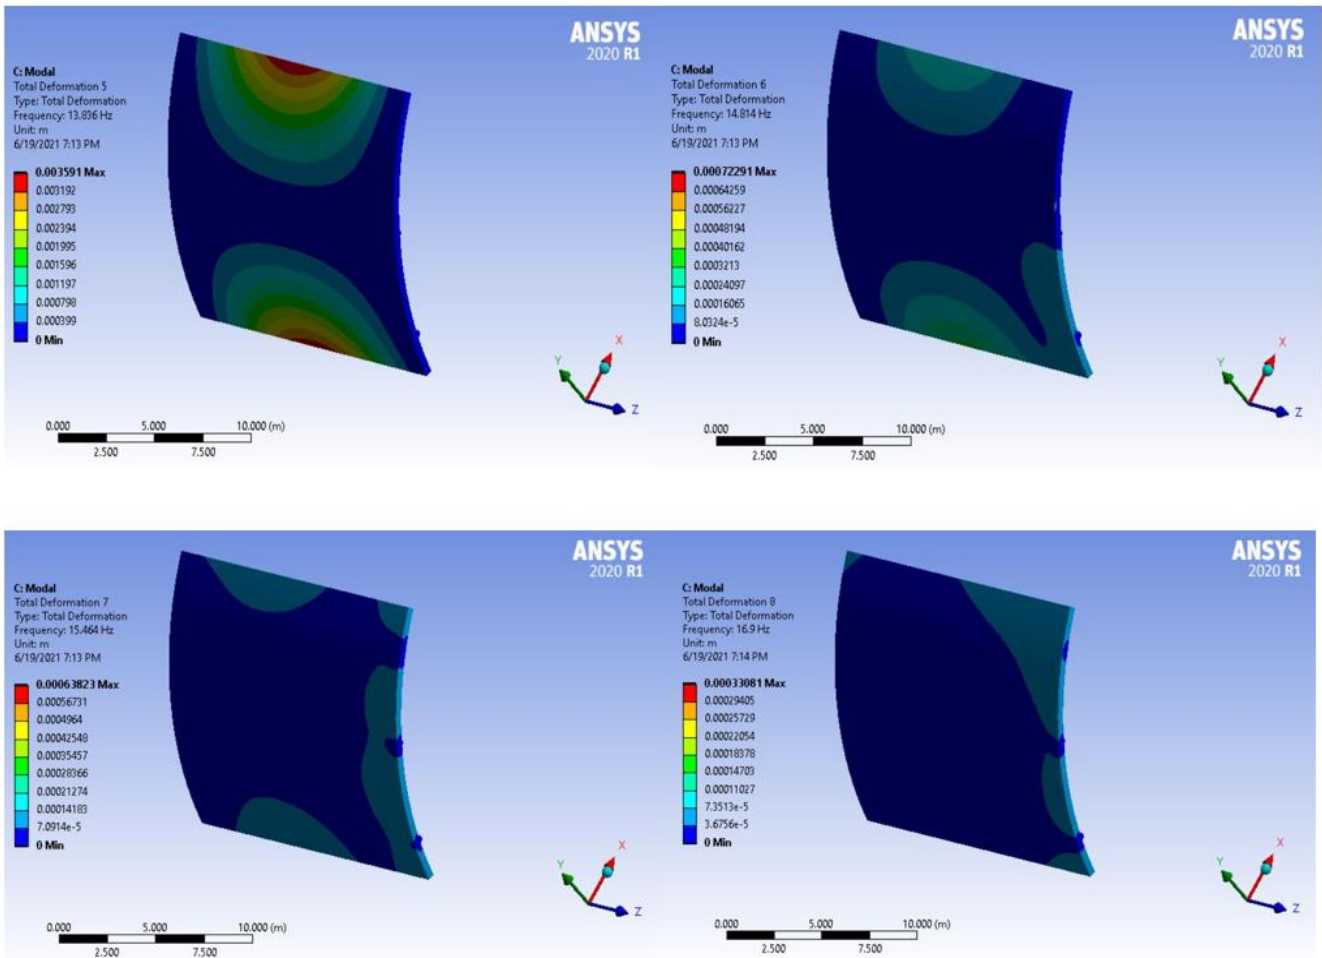 ANSYS
2020 R1
C: Modal
Total Deformation 5
Type: Total Deformation
Frequency: 13.836 Hz
Unit: m
6/19/2021 7:13 PM
0.003591 Max
0.003192
0.002793
0.002394
0.001995
0.001596
0.001197
0.000798
0.000399
0 Min
X
Y
Z
0.000 5.000 10.000 (m)
2.500 7.500
ANSYS
2020 R1
C: Modal
Total Deformation 6
Type: Total Deformation
Frequency: 14.814 Hz
Unit: m
6/19/2021 7:13 PM
0.00072291 Max
0.00064259
0.00056227
0.00048194
0.00040162
0.0003213
0.00024097
0.00016065
8.0324e-5
0 Min
X
Y
Z
0.000 5.000 10.000 (m)
2.500 7.500
ANSYS
2020 R1
C: Modal
Total Deformation 7
Type: Total Deformation
Frequency: 15.464 Hz
Unit: m
6/19/2021 7:13 PM
0.00063823 Max
0.00056731
0.0004964
0.00042548
0.00035457
0.00028366
0.00021274
0.00014183
7.0914e-5
0 Min
X
Y
Z
0.000 5.000 10.000 (m)
2.500 7.500
ANSYS
2020 R1
C: Modal
Total Deformation 8
Type: Total Deformation
Frequency: 16.9 Hz
Unit: m
6/19/2021 7:14 PM
0.00033081 Max
0.00029405
0.00025729
0.00022054
0.00018378
0.00014703
0.00011027
7.3513e-5
3.6756e-5
0 Min
X
Y
Z
0.000 5.000 10.000 (m)
2.500 7.500